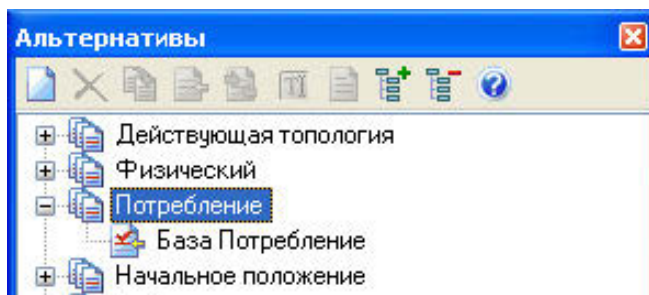 Альтернативы
Действующая топология
Физический
Потребление
База Потребление
Начальное положение